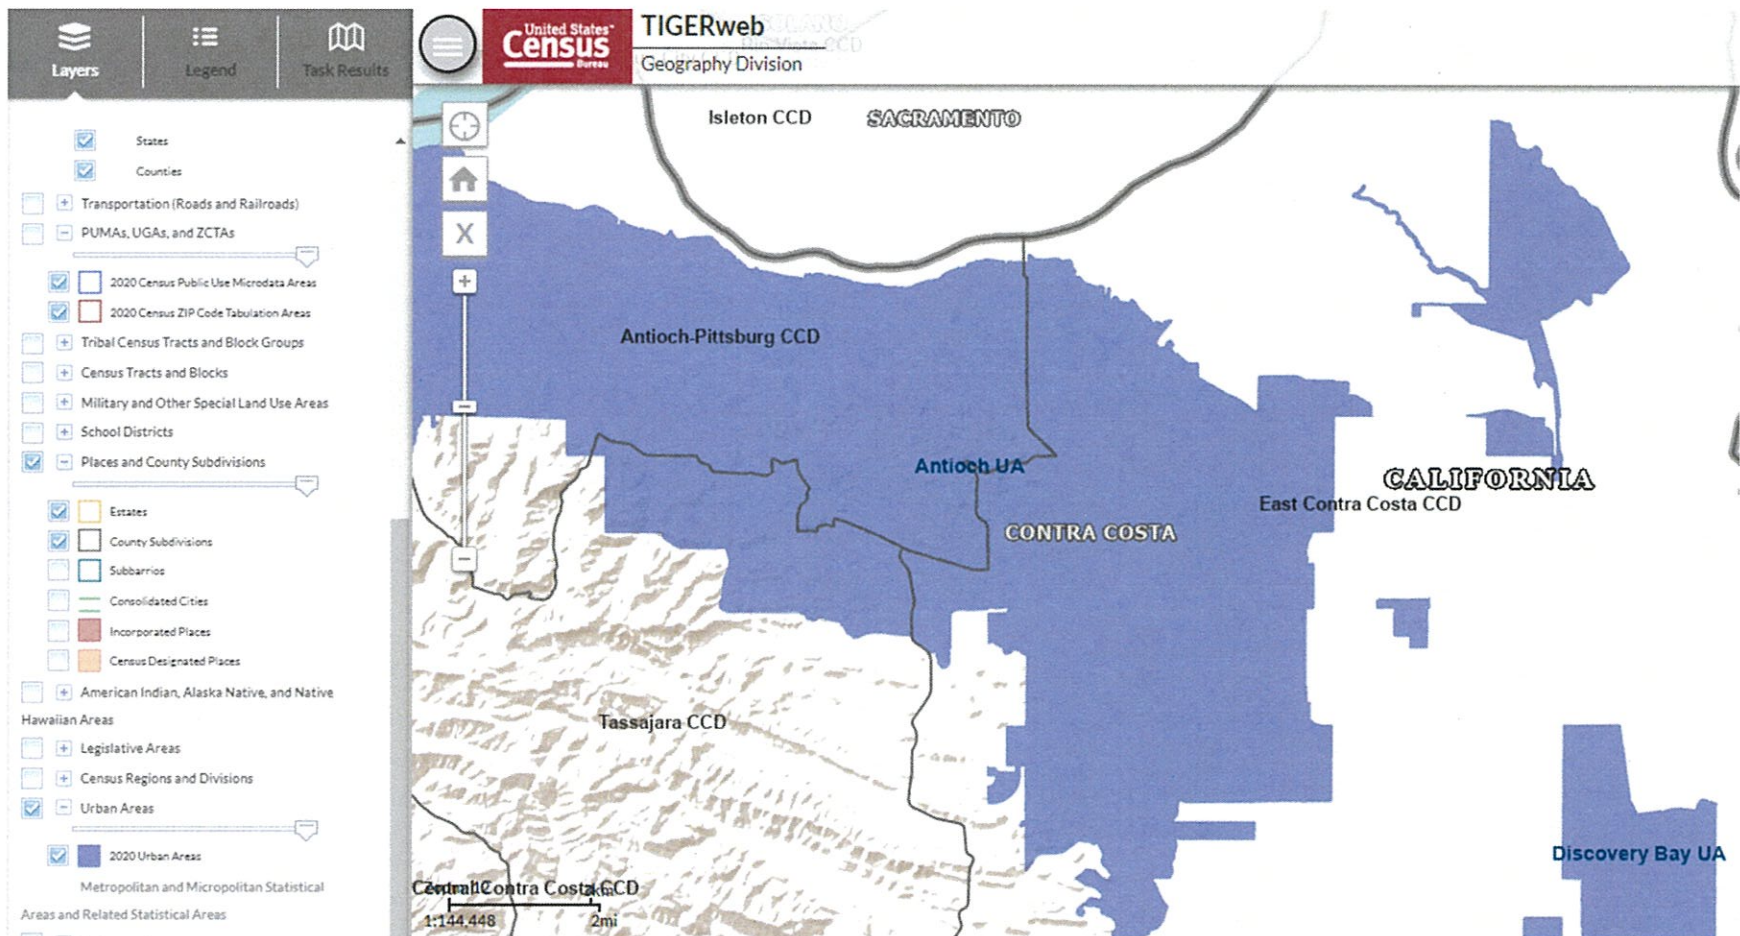 Layers
Legend
Task Results
States
Counties
Transportation (Roads and Railroads)
PUMAs, UGAs, and ZCTAs
2020 Census Public Use Microdata Areas
2020 Census ZIP Code Tabulation Areas
Tribal Census Tracts and Block Groups
Census Tracts and Blocks
Military and Other Special Land Use Areas
School Districts
Places and County Subdivisions
Estates
County Subdivisions
Subbarrios
Consolidated Cities
Incorporated Places
Census Designated Places
American Indian, Alaska Native, and Native
Hawaiian Areas
Legislative Areas
Census Regions and Divisions
Urban Areas
2020 Urban Areas
Metropolitan and Micropolitan Statistical
Areas and Related Statistical Areas
United States™
Census
Bureau
TIGERweb
Geography Division
SOLANO
Rio Vista CCD
Isleton CCD
SACRAMENTO
X
Antioch-Pittsburg CCD
Antioch UA
CALIFORNIA
East Contra Costa CCD
CONTRA COSTA
Tassajara CCD
Discovery Bay UA
Central Contra Costa CCD
2km
1:144,448
2mi